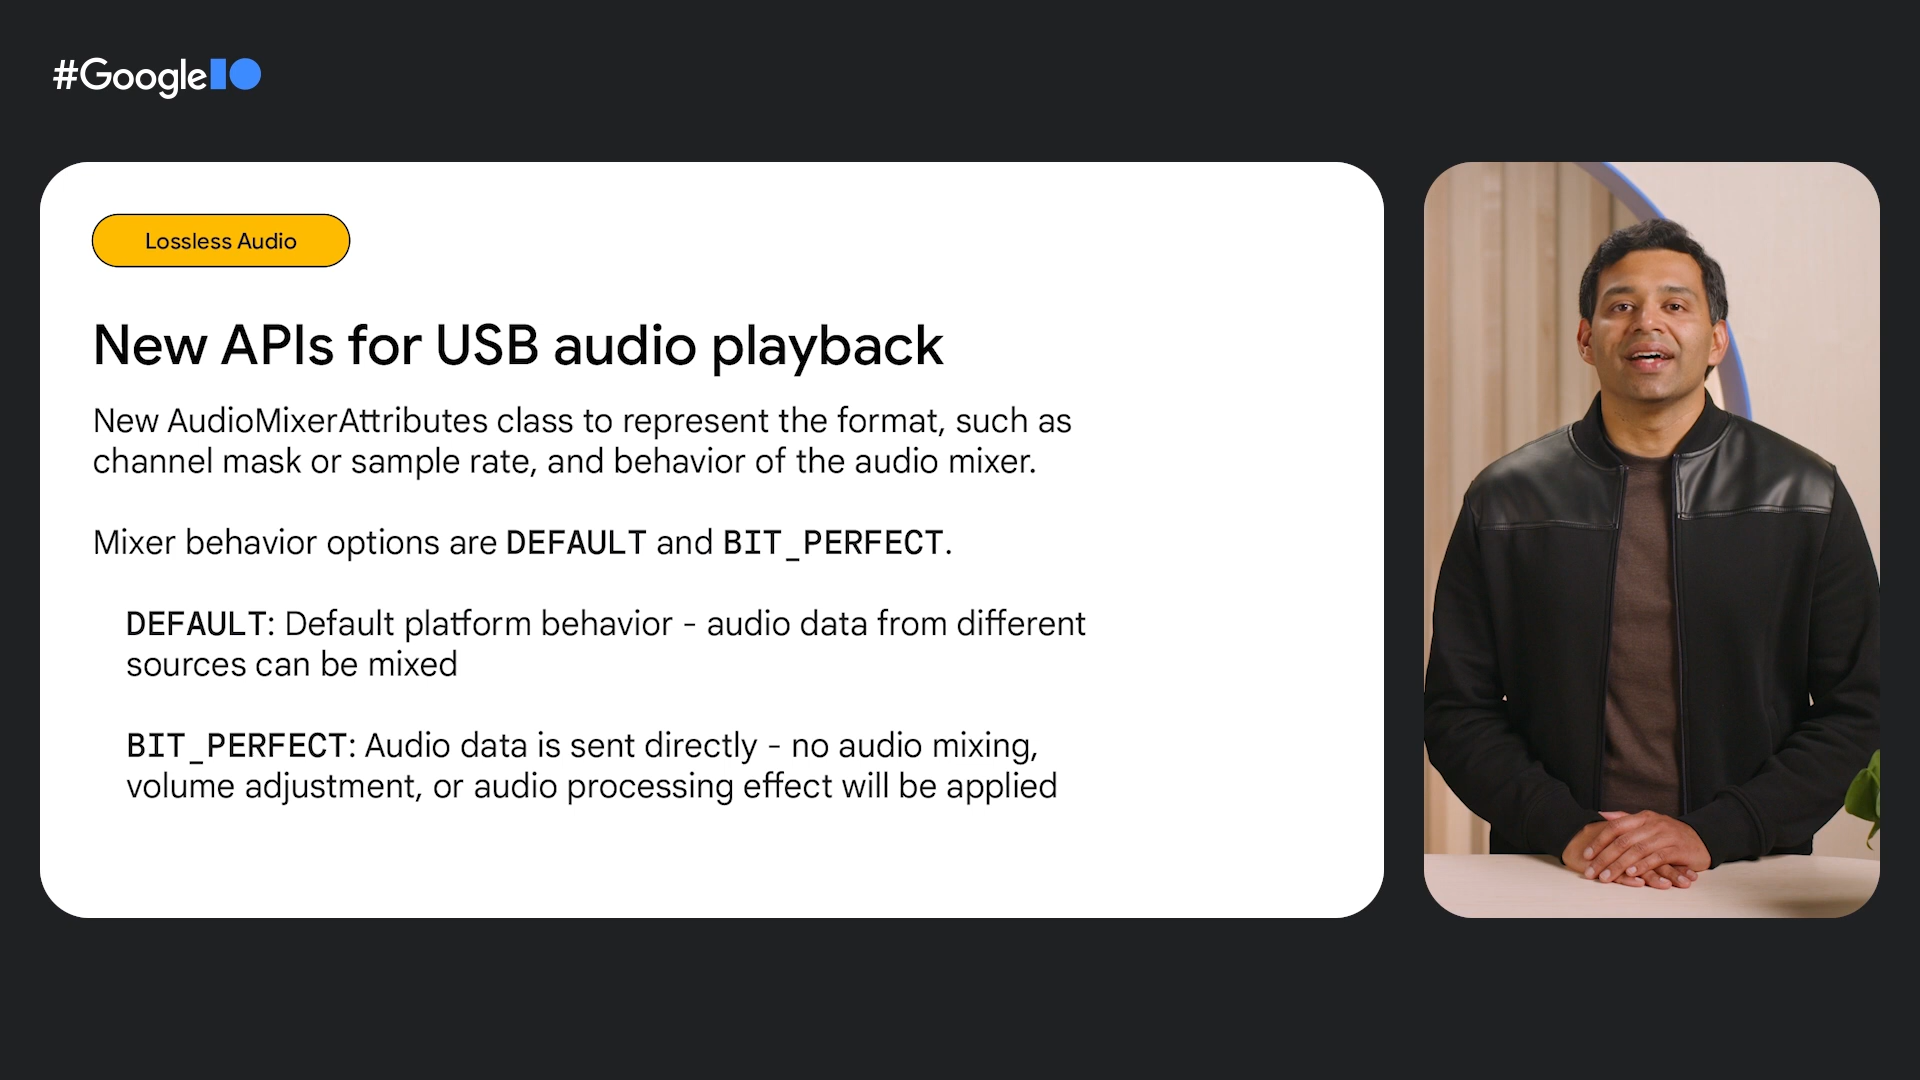 #Google IO
Lossless Audio
New APIs for USB audio playback
New AudioMixerAttributes class to represent the format, such as
channel mask or sample rate, and behavior of the audio mixer.
Mixer behavior options are DEFAULT and BIT_PERFECT.
DEFAULT: Default platform behavior - audio data from different
sources can be mixed
BIT_PERFECT: Audio data is sent directly - no audio mixing,
volume adjustment, or audio processing effect will be applied